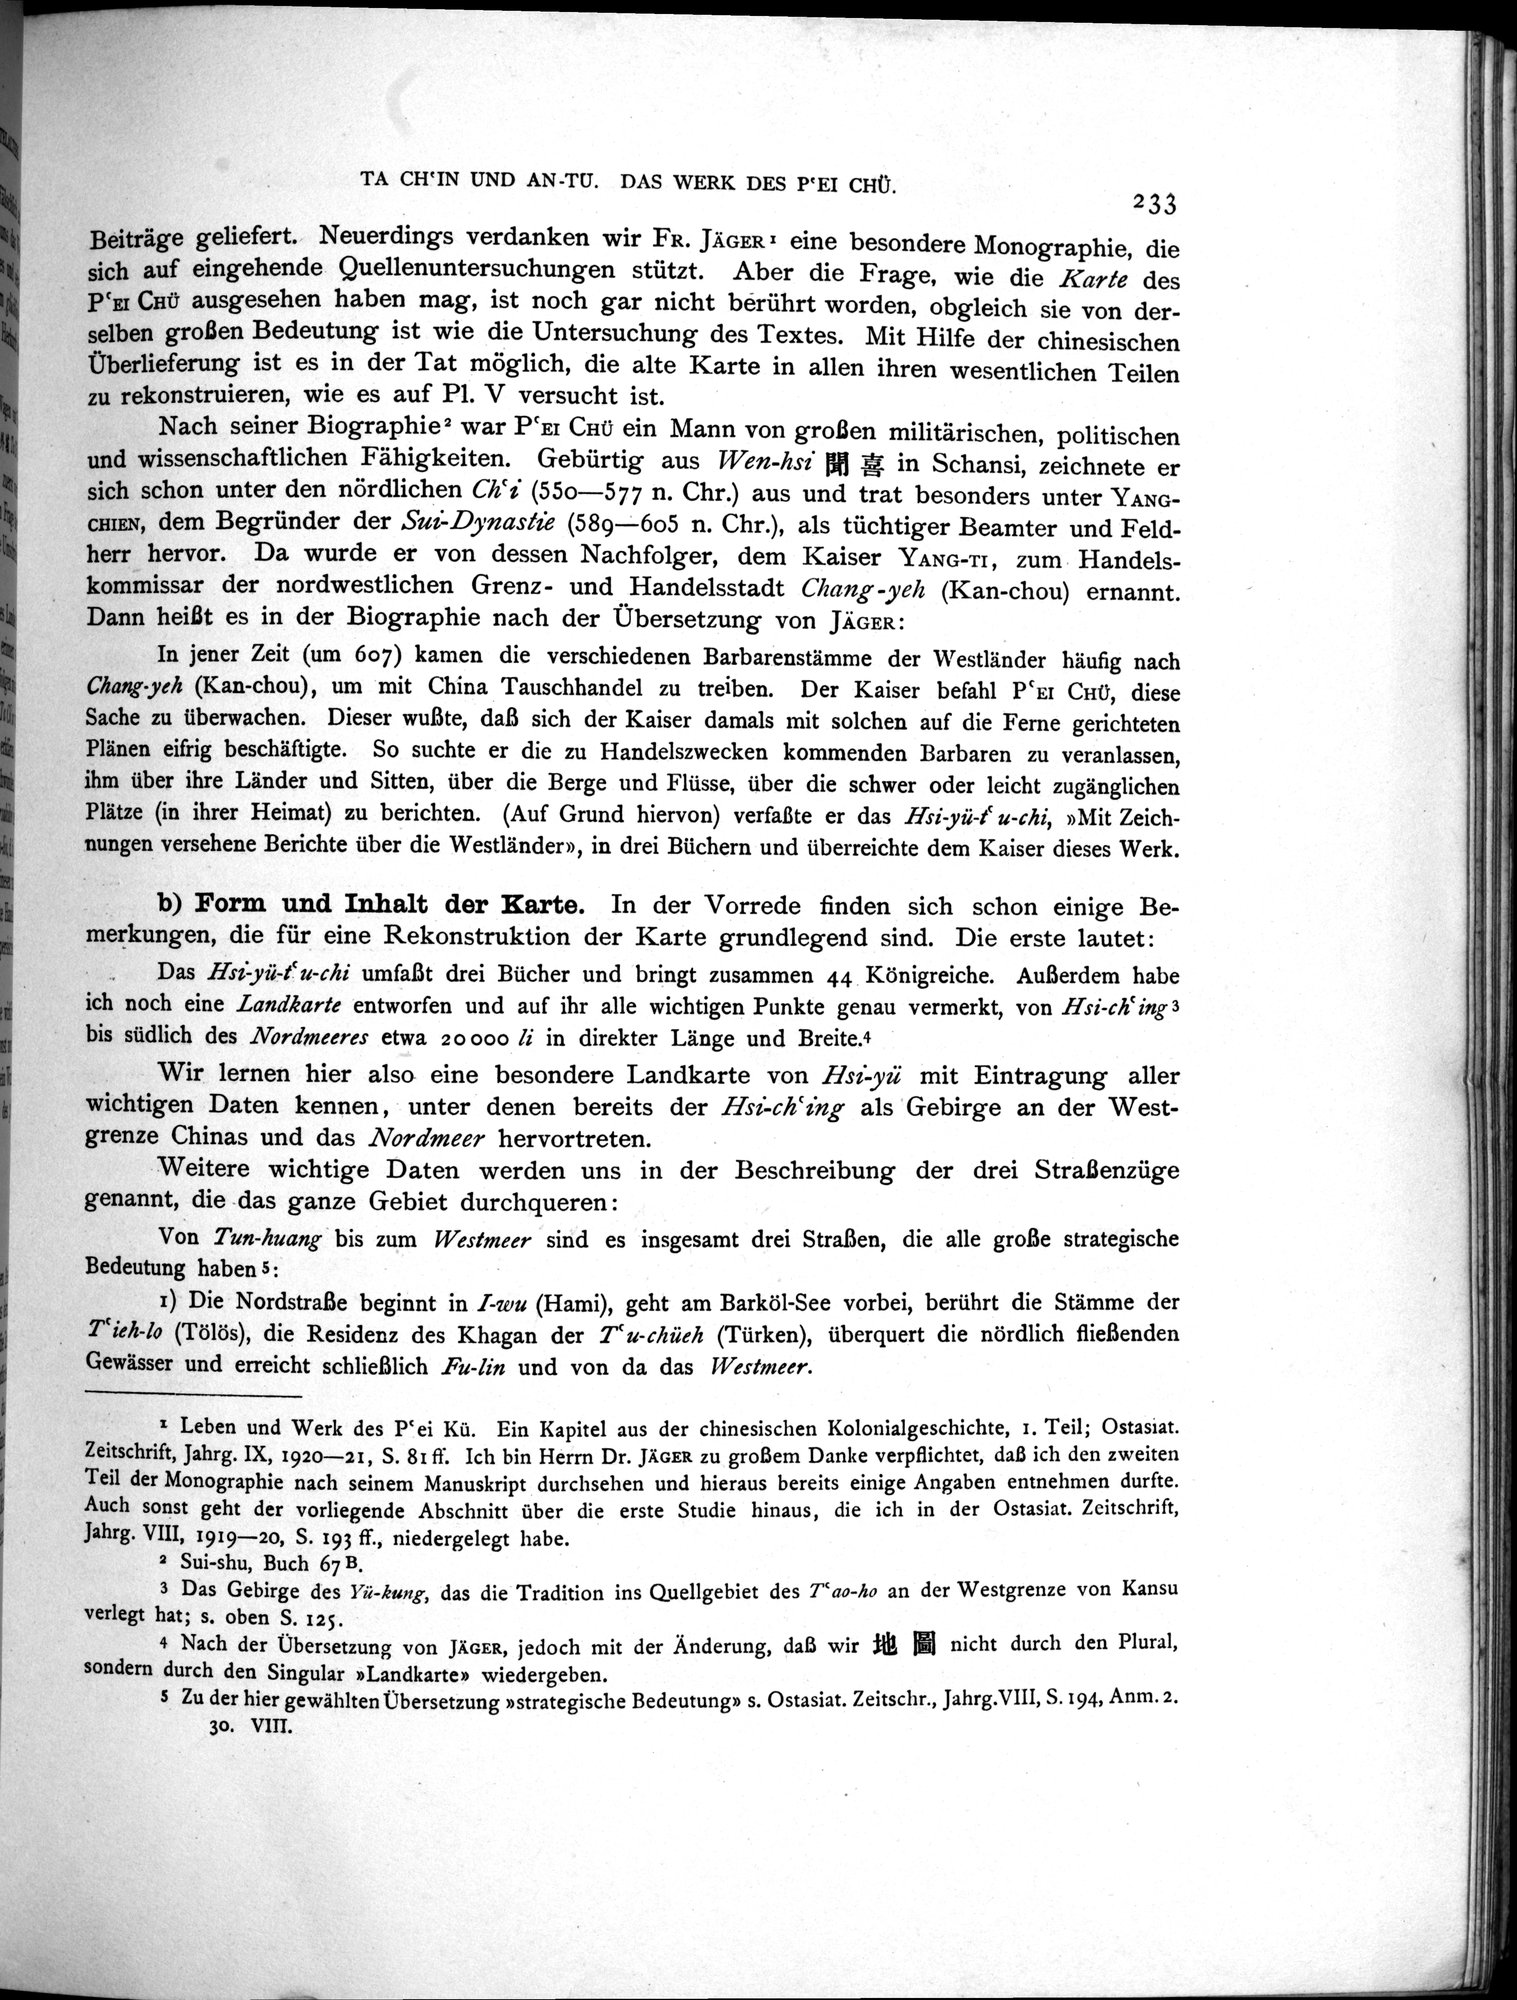 TA CHʻIN UND AN-TU. DAS WERK DES PʻEI CHÜ.
233
Beiträge geliefert. Neuerdings verdanken wir FR. JÄGER¹ eine besondere Monographie, die
sich auf eingehende Quellenuntersuchungen stützt. Aber die Frage, wie die Karte des
PʻEI CHÜ ausgesehen haben mag, ist noch gar nicht berührt worden, obgleich sie von der-
selben großen Bedeutung ist wie die Untersuchung des Textes. Mit Hilfe der chinesischen
Überlieferung ist es in der Tat möglich, die alte Karte in allen ihren wesentlichen Teilen
zu rekonstruieren, wie es auf Pl. V versucht ist.
Nach seiner Biographie² war PʻEI CHÜ ein Mann von großen militärischen, politischen
und wissenschaftlichen Fähigkeiten. Gebürtig aus Wen-hsi 聞喜 in Schansi, zeichnete er
sich schon unter den nördlichen Chʻi (550—577 n. Chr.) aus und trat besonders unter YANG-
CHIEN, dem Begründer der Sui-Dynastie (589—605 n. Chr.), als tüchtiger Beamter und Feld-
herr hervor. Da wurde er von dessen Nachfolger, dem Kaiser YANG-TI, zum Handels-
kommissar der nordwestlichen Grenz- und Handelsstadt Chang-yeh (Kan-chou) ernannt.
Dann heißt es in der Biographie nach der Übersetzung von JÄGER:
In jener Zeit (um 607) kamen die verschiedenen Barbarenstämme der Westländer häufig nach
Chang-yeh (Kan-chou), um mit China Tauschhandel zu treiben. Der Kaiser befahl PʻEI CHÜ, diese
Sache zu überwachen. Dieser wußte, daß sich der Kaiser damals mit solchen auf die Ferne gerichteten
Plänen eifrig beschäftigte. So suchte er die zu Handelszwecken kommenden Barbaren zu veranlassen,
ihm über ihre Länder und Sitten, über die Berge und Flüsse, über die schwer oder leicht zugänglichen
Plätze (in ihrer Heimat) zu berichten. (Auf Grund hiervon) verfaßte er das Hsi-yü-tʻu-chi, »Mit Zeich-
nungen versehene Berichte über die Westländer», in drei Büchern und überreichte dem Kaiser dieses Werk.
b) Form und Inhalt der Karte. In der Vorrede finden sich schon einige Be-
merkungen, die für eine Rekonstruktion der Karte grundlegend sind. Die erste lautet:
Das Hsi-yü-tʻu-chi umfaßt drei Bücher und bringt zusammen 44 Königreiche. Außerdem habe
ich noch eine Landkarte entworfen und auf ihr alle wichtigen Punkte genau vermerkt, von Hsi-chʻing³
bis südlich des Nordmeeres etwa 20000 li in direkter Länge und Breite.⁴
Wir lernen hier also eine besondere Landkarte von Hsi-yü mit Eintragung aller
wichtigen Daten kennen, unter denen bereits der Hsi-chʻing als Gebirge an der West-
grenze Chinas und das Nordmeer hervortreten.
Weitere wichtige Daten werden uns in der Beschreibung der drei Straßenzüge
genannt, die das ganze Gebiet durchqueren:
Von Tun-huang bis zum Westmeer sind es insgesamt drei Straßen, die alle große strategische
Bedeutung haben⁵:
1) Die Nordstraße beginnt in I-wu (Hami), geht am Barköl-See vorbei, berührt die Stämme der
Tʻieh-lo (Tölös), die Residenz des Khagan der Tʻu-chüeh (Türken), überquert die nördlich fließenden
Gewässer und erreicht schließlich Fu-lin und von da das Westmeer.
¹ Leben und Werk des Pʻei Kü. Ein Kapitel aus der chinesischen Kolonialgeschichte, 1. Teil; Ostasiat.
Zeitschrift, Jahrg. IX, 1920—21, S. 81 ff. Ich bin Herrn Dr. JÄGER zu großem Danke verpflichtet, daß ich den zweiten
Teil der Monographie nach seinem Manuskript durchsehen und hieraus bereits einige Angaben entnehmen durfte.
Auch sonst geht der vorliegende Abschnitt über die erste Studie hinaus, die ich in der Ostasiat. Zeitschrift,
Jahrg. VIII, 1919—20, S. 193 ff., niedergelegt habe.
² Sui-shu, Buch 67 B.
³ Das Gebirge des Yü-kung, das die Tradition ins Quellgebiet des Tʻao-ho an der Westgrenze von Kansu
verlegt hat; s. oben S. 125.
⁴ Nach der Übersetzung von JÄGER, jedoch mit der Änderung, daß wir 地圖 nicht durch den Plural,
sondern durch den Singular »Landkarte» wiedergeben.
⁵ Zu der hier gewählten Übersetzung »strategische Bedeutung» s. Ostasiat. Zeitschr., Jahrg. VIII, S. 194, Anm. 2.
30. VIII.